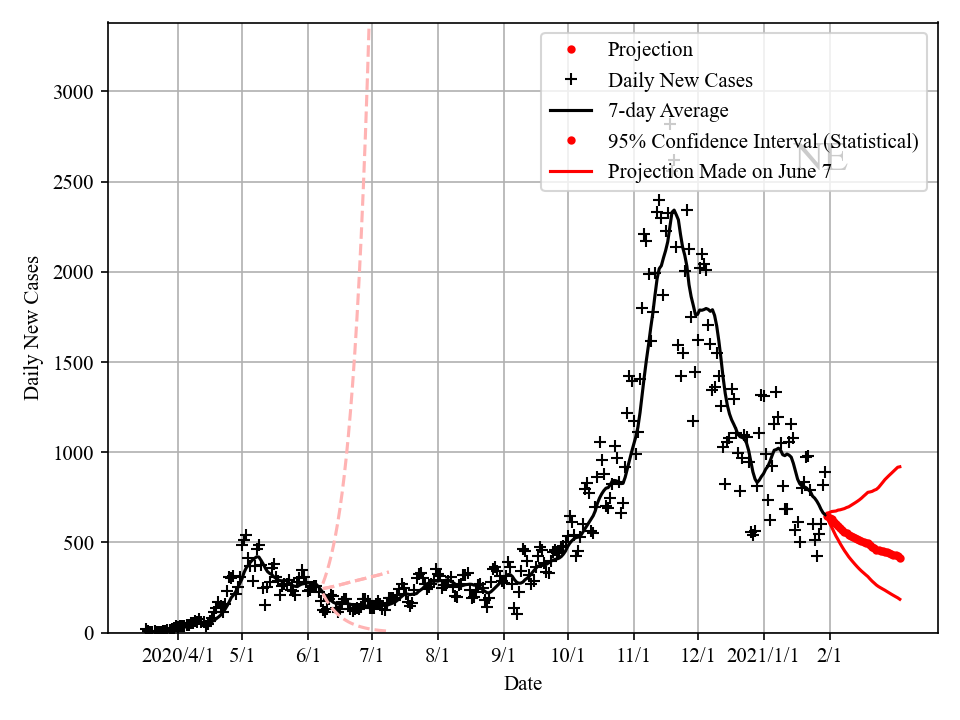 Projection
Daily New Cases
7-day Average
95% Confidence Interval (Statistical)
Projection Made on June 7
NE
3000
2500
2000
1500
1000
500
0
Daily New Cases
2020/4/1 5/1 6/1 7/1 8/1 9/1 10/1 11/1 12/1 2021/1/1 2/1
Date